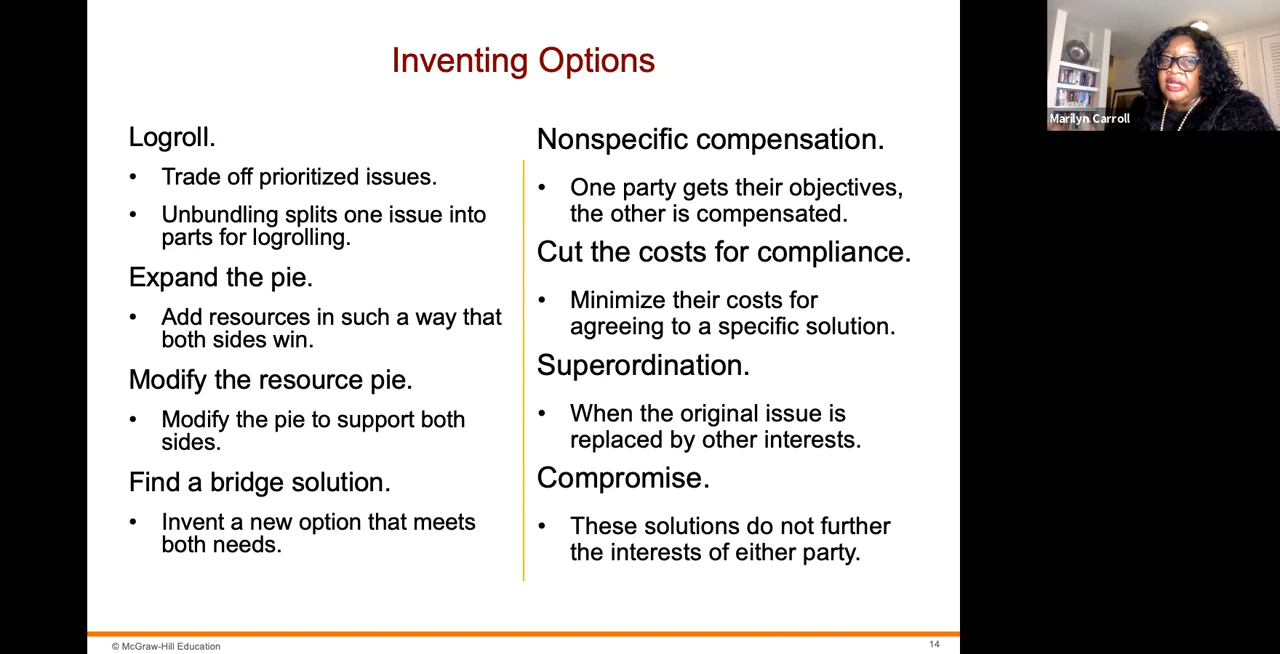 Inventing Options
Logroll.
• Trade off prioritized issues.
• Unbundling splits one issue into
parts for logrolling.
Expand the pie.
• Add resources in such a way that
both sides win.
Modify the resource pie.
• Modify the pie to support both
sides.
Find a bridge solution.
• Invent a new option that meets
both needs.
Nonspecific compensation.
• One party gets their objectives,
the other is compensated.
Cut the costs for compliance.
• Minimize their costs for
agreeing to a specific solution.
Superordination.
• When the original issue is
replaced by other interests.
Compromise.
• These solutions do not further
the interests of either party.
© McGraw-Hill Education
14
Marilyn Carroll